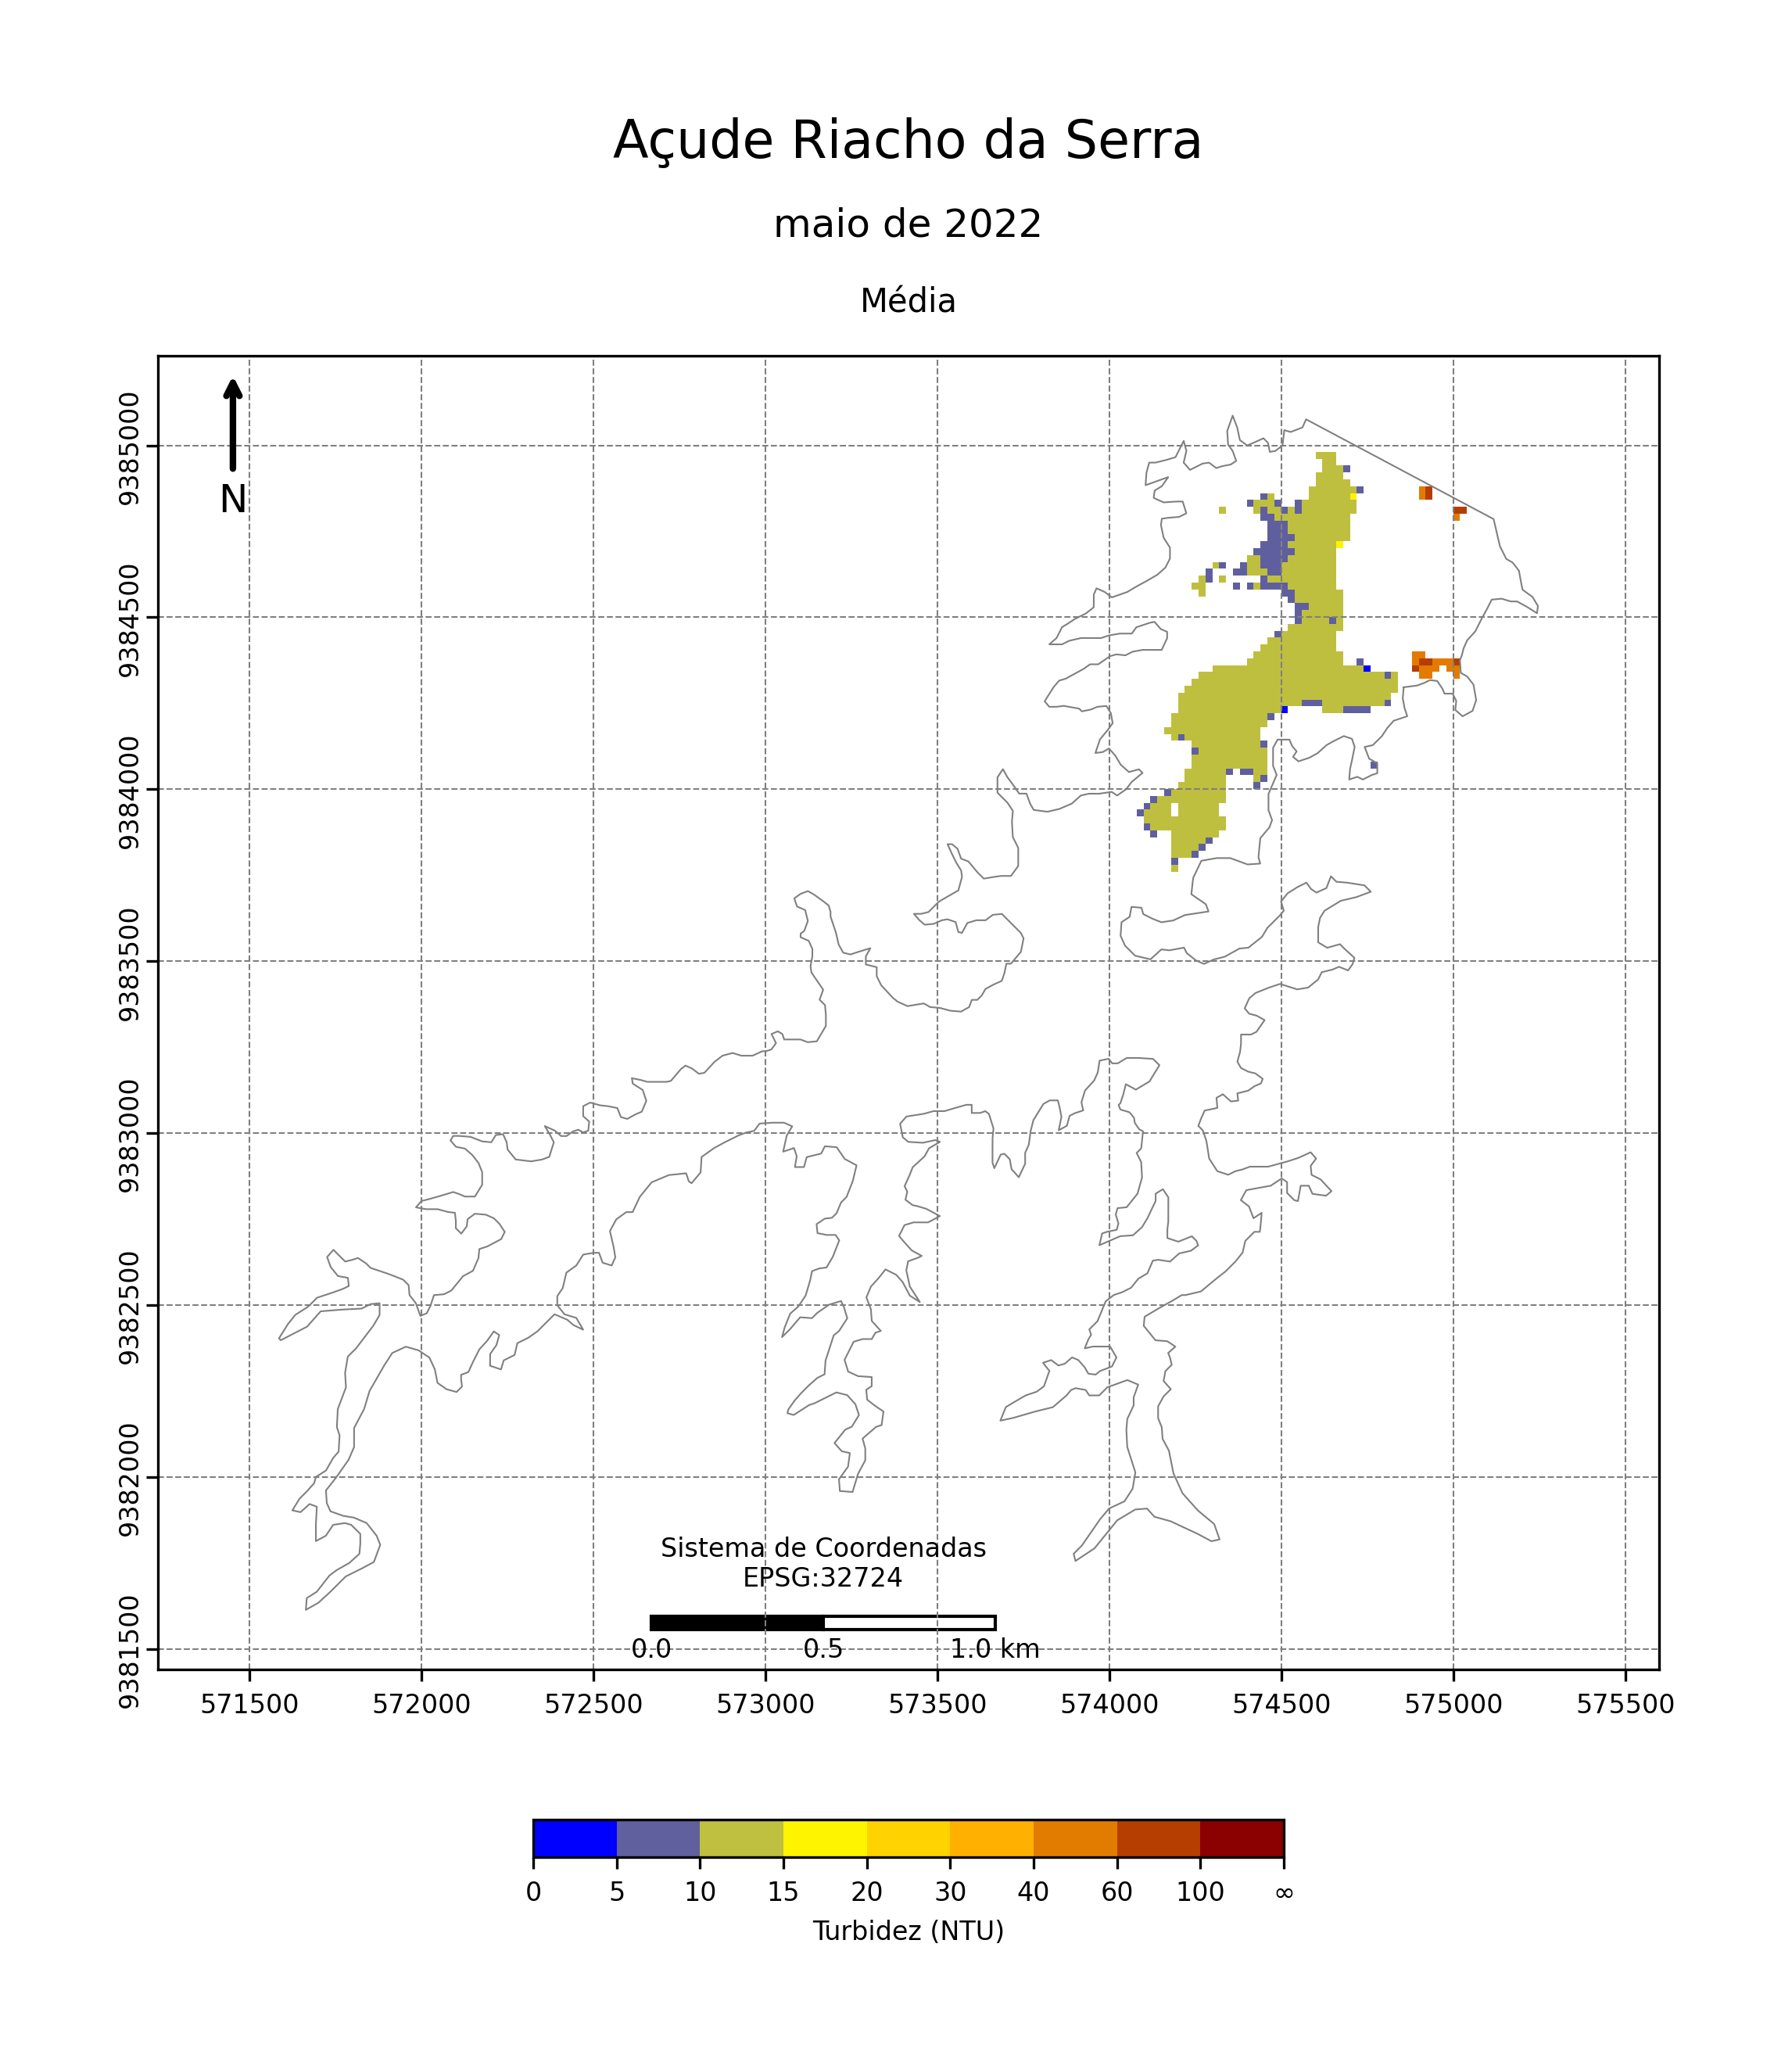 Açude Riacho da Serra
maio de 2022
Média
N
9385000
9384500
9384000
9383500
9383000
9382500
9382000
9381500
Sistema de Coordenadas
EPSG:32724
0.0 0.5 1.0 km
571500 572000 572500 573000 573500 574000 574500 575000 575500
0 5 10 15 20 30 40 60 100 ∞
Turbidez (NTU)